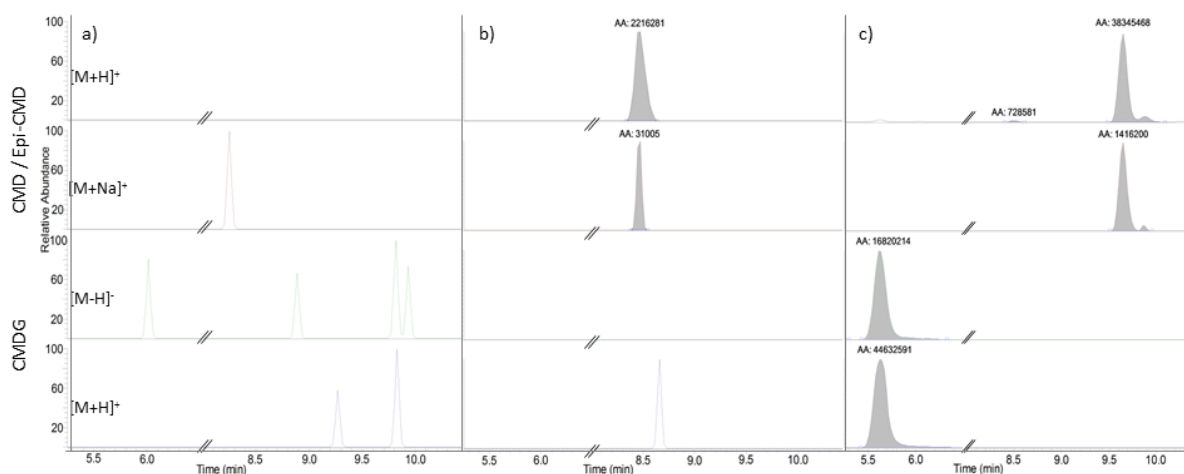 a)
b)
c)
AA: 2216281
AA: 38345468
AA: 728581
[M+H]⁺
100
60
20
AA: 31005
AA: 1416200
[M+Na]⁺
100
60
20
CMD / Epi-CMD
Relative Abundance
AA: 16820214
[M-H]⁻
100
60
20
AA: 44632591
[M+H]⁺
100
60
20
CMDG
5.5 6.0 8.5 9.0 9.5 10.0
Time (min)
5.5 6.0 8.5 9.0 9.5 10.0
Time (min)
5.5 6.0 8.5 9.0 9.5 10.0
Time (min)